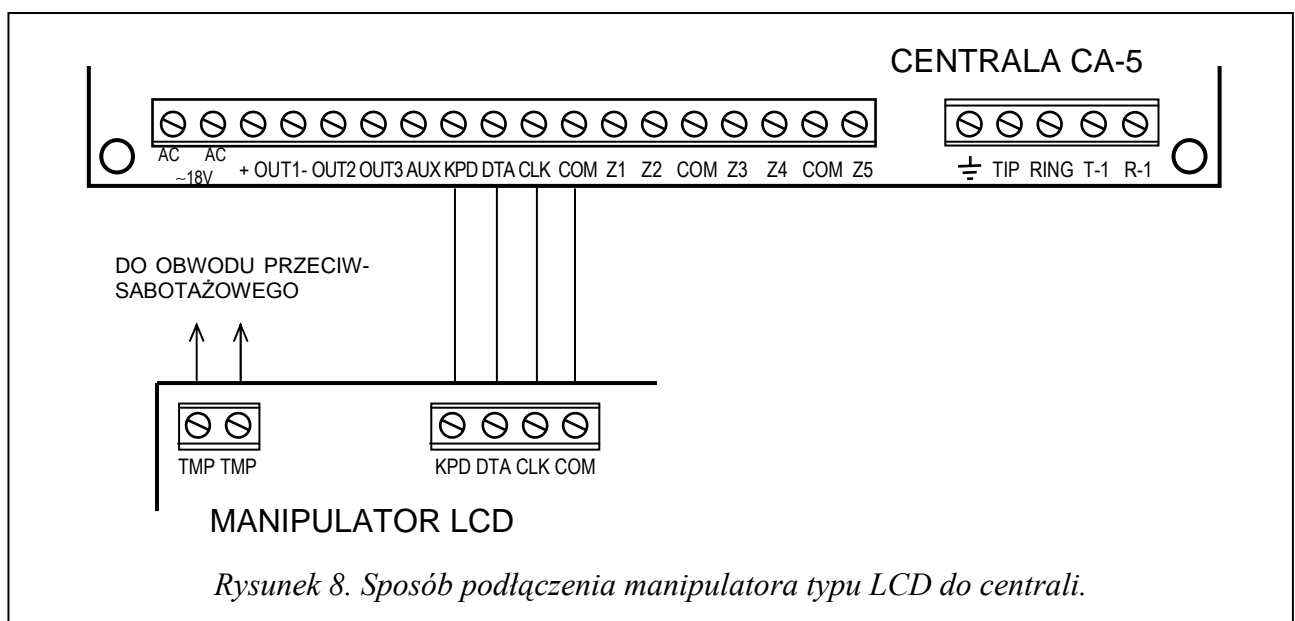 CENTRALA CA-5
AC AC
~18V
+ OUT1- OUT2 OUT3 AUX KPD DTA CLK COM Z1 Z2 COM Z3 Z4 COM Z5
TIP RING T-1 R-1
DO OBWODU PRZECIW-
SABOTAŻOWEGO
TMP TMP
KPD DTA CLK COM
MANIPULATOR LCD
Rysunek 8. Sposób podłączenia manipulatora typu LCD do centrali.